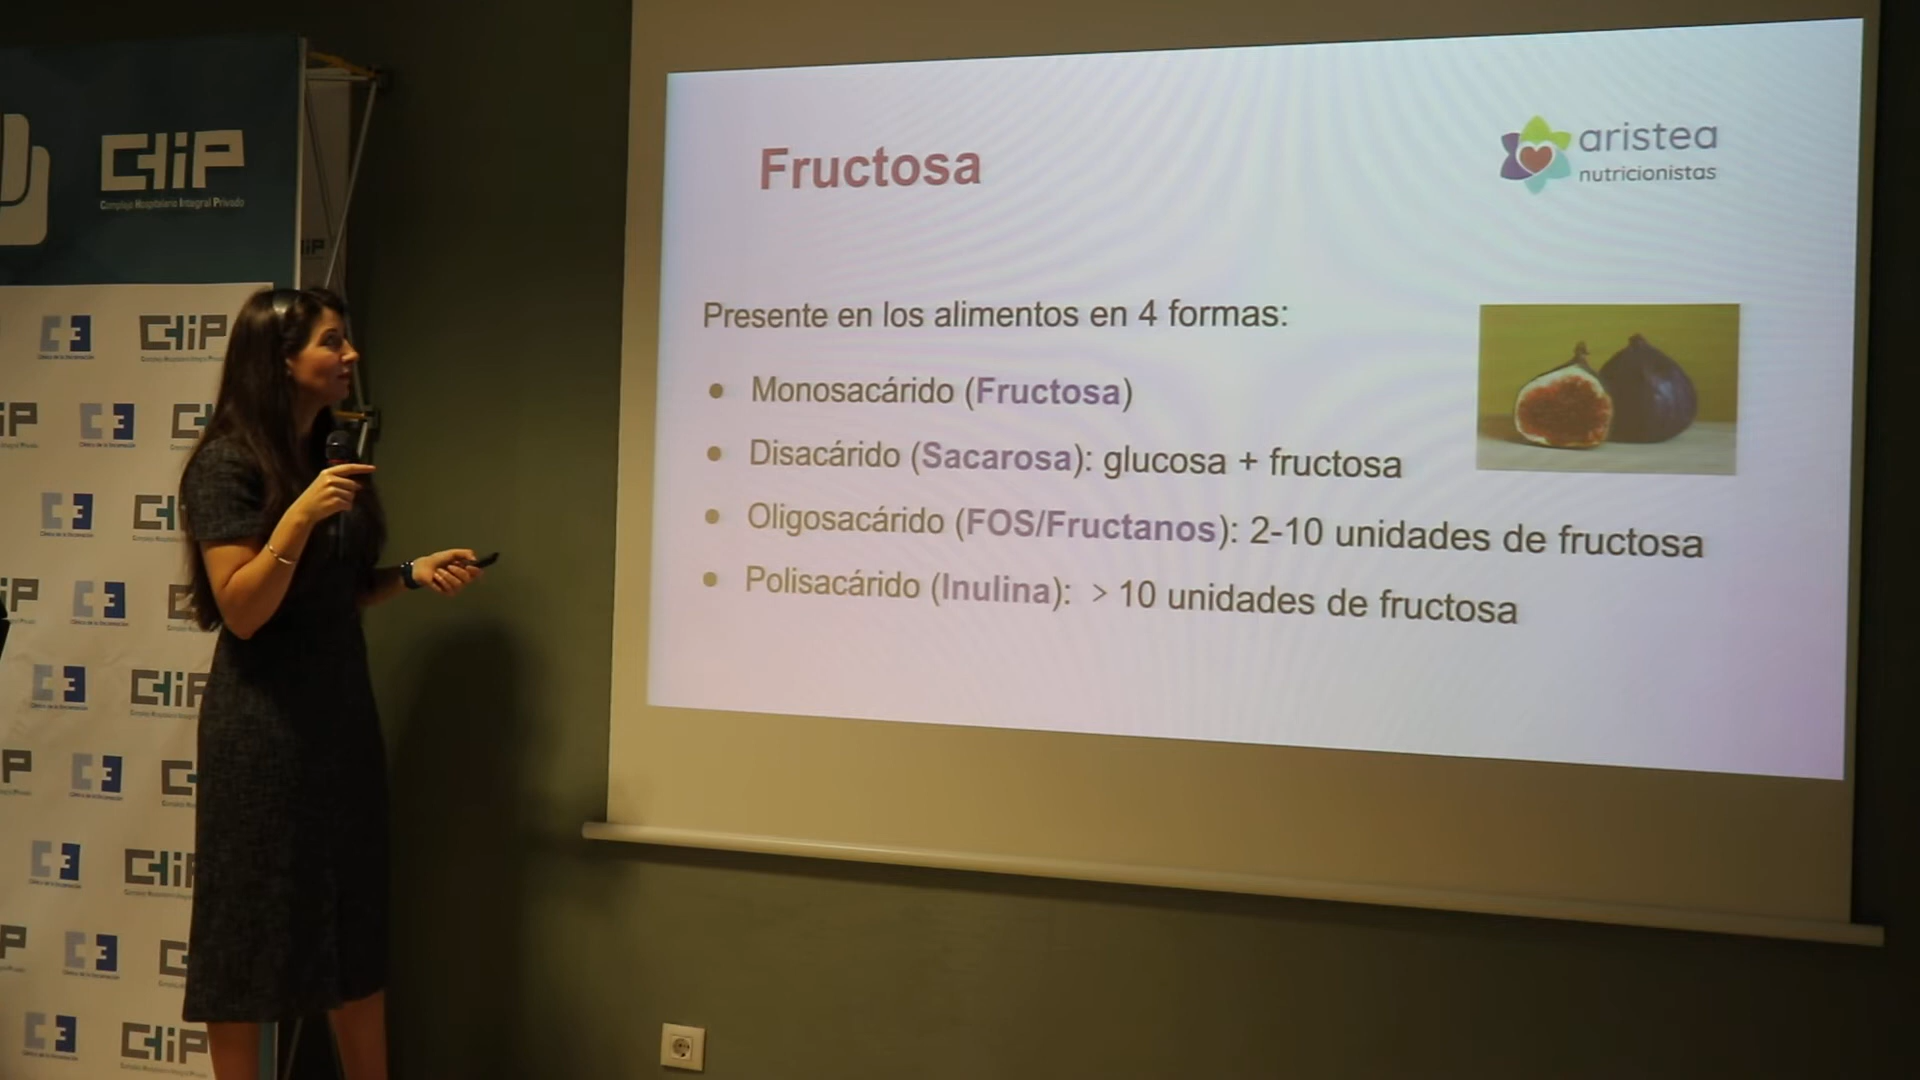 CHiP
Complejo Hospitalario Integral Privado
Fructosa
aristea
nutricionistas
Presente en los alimentos en 4 formas:
• Monosacárido (Fructosa)
• Disacárido (Sacarosa): glucosa + fructosa
• Oligosacárido (FOS/Fructanos): 2-10 unidades de fructosa
• Polisacárido (Inulina): > 10 unidades de fructosa